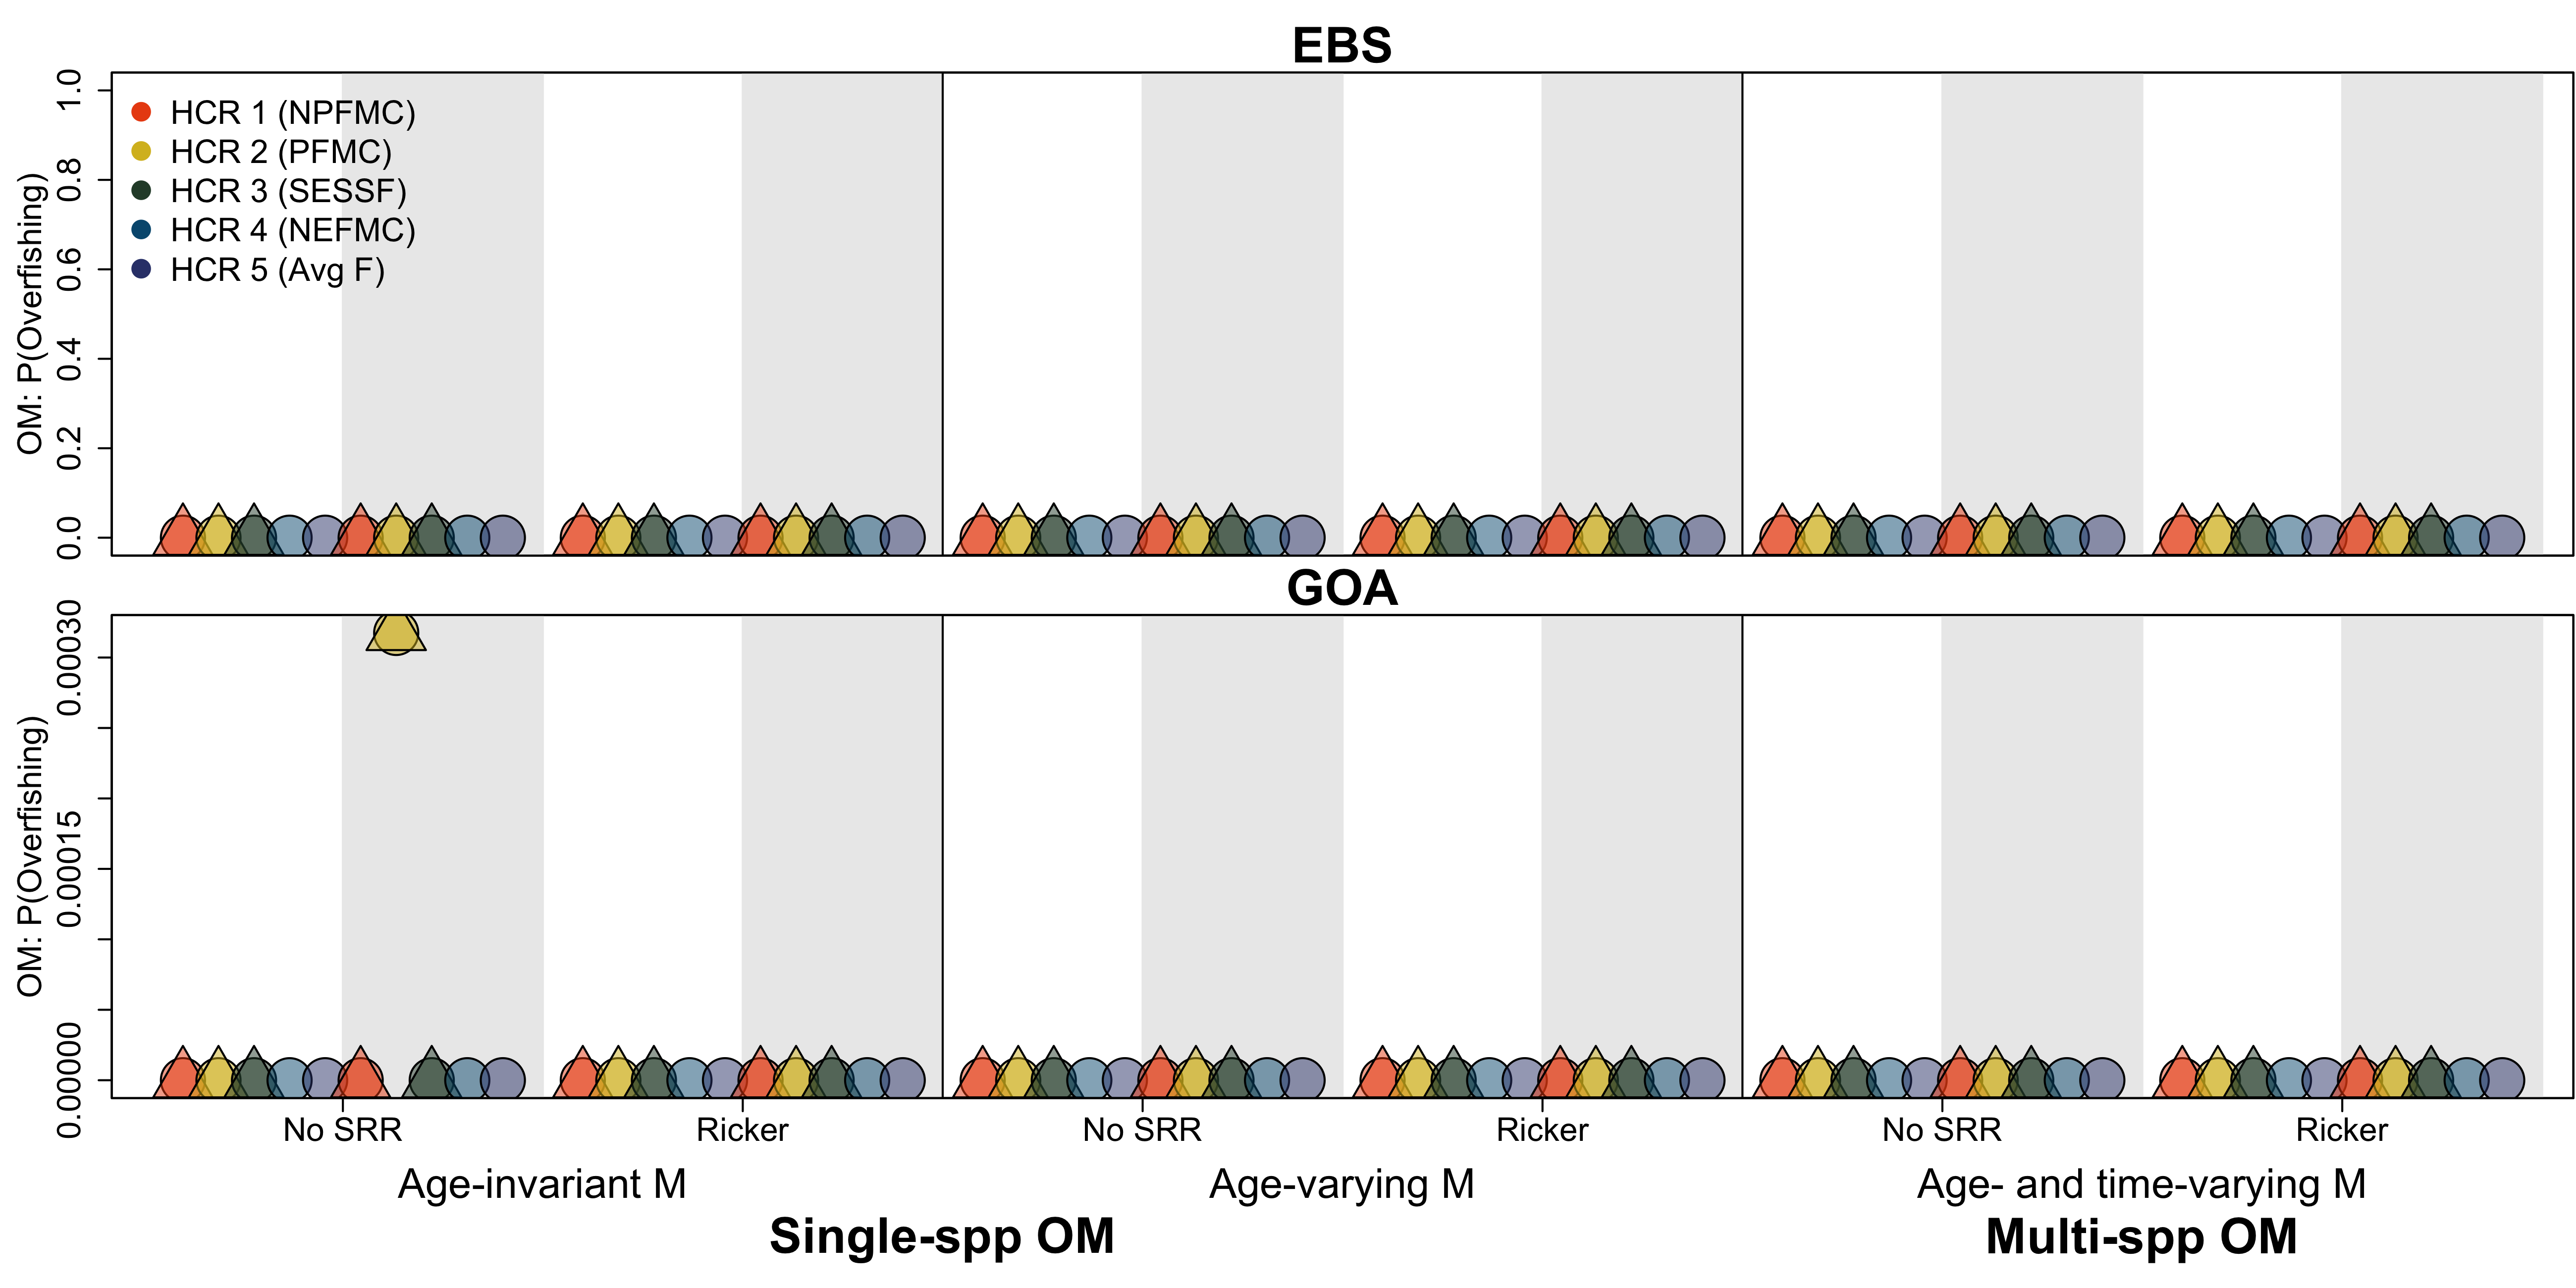 EBS
OM: P(Overfishing)
1.0
0.8
0.6
0.4
0.2
0.0
HCR 1 (NPFMC)
HCR 2 (PFMC)
HCR 3 (SESSF)
HCR 4 (NEFMC)
HCR 5 (Avg F)
GOA
OM: P(Overfishing)
0.00030
0.00015
0.00000
No SRR Ricker No SRR Ricker No SRR Ricker
Age-invariant M Age-varying M Age- and time-varying M
Single-spp OM Multi-spp OM